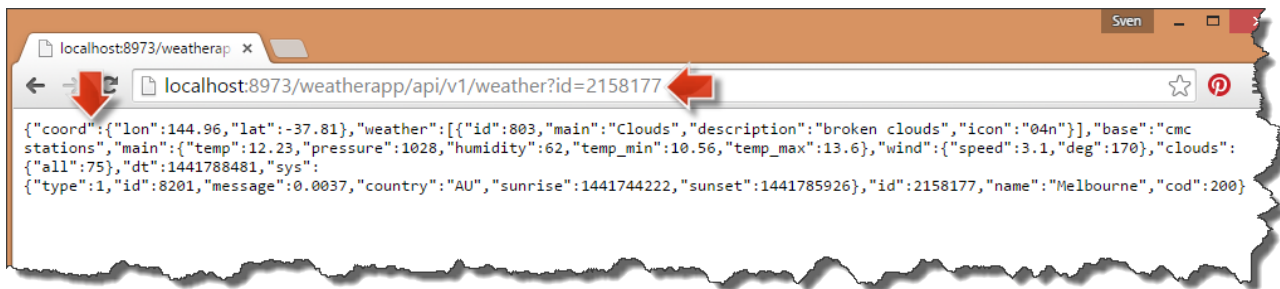 Sven
localhost:8973/weatherap
localhost:8973/weatherapp/api/v1/weather?id=2158177
{"coord":{"lon":144.96,"lat":-37.81},"weather":[{"id":803,"main":"Clouds","description":"broken clouds","icon":"04n"}],"base":"cmc
stations","main":{"temp":12.23,"pressure":1028,"humidity":62,"temp_min":10.56,"temp_max":13.6},"wind":{"speed":3.1,"deg":170},"clouds":
{"all":75},"dt":1441788481,"sys":
{"type":1,"id":8201,"message":0.0037,"country":"AU","sunrise":1441744222,"sunset":1441785926},"id":2158177,"name":"Melbourne","cod":200}